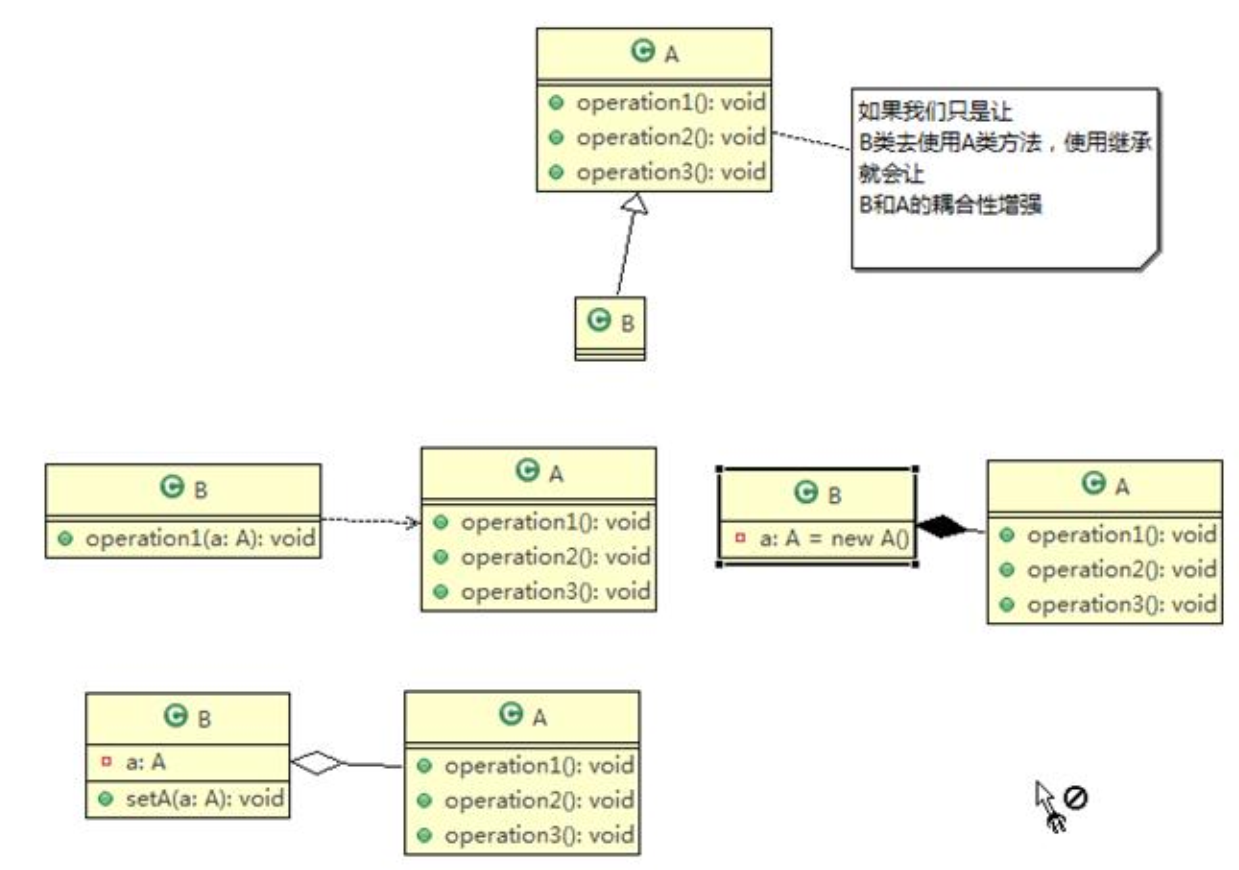 A
operation1(): void
operation2(): void
operation3(): void
如果我们只是让
B类去使用A类方法，使用继承
就会让
B和A的耦合性增强
B
B
operation1(a: A): void
A
operation1(): void
operation2(): void
operation3(): void
B
a: A = new A()
A
operation1(): void
operation2(): void
operation3(): void
B
a: A
setA(a: A): void
A
operation1(): void
operation2(): void
operation3(): void